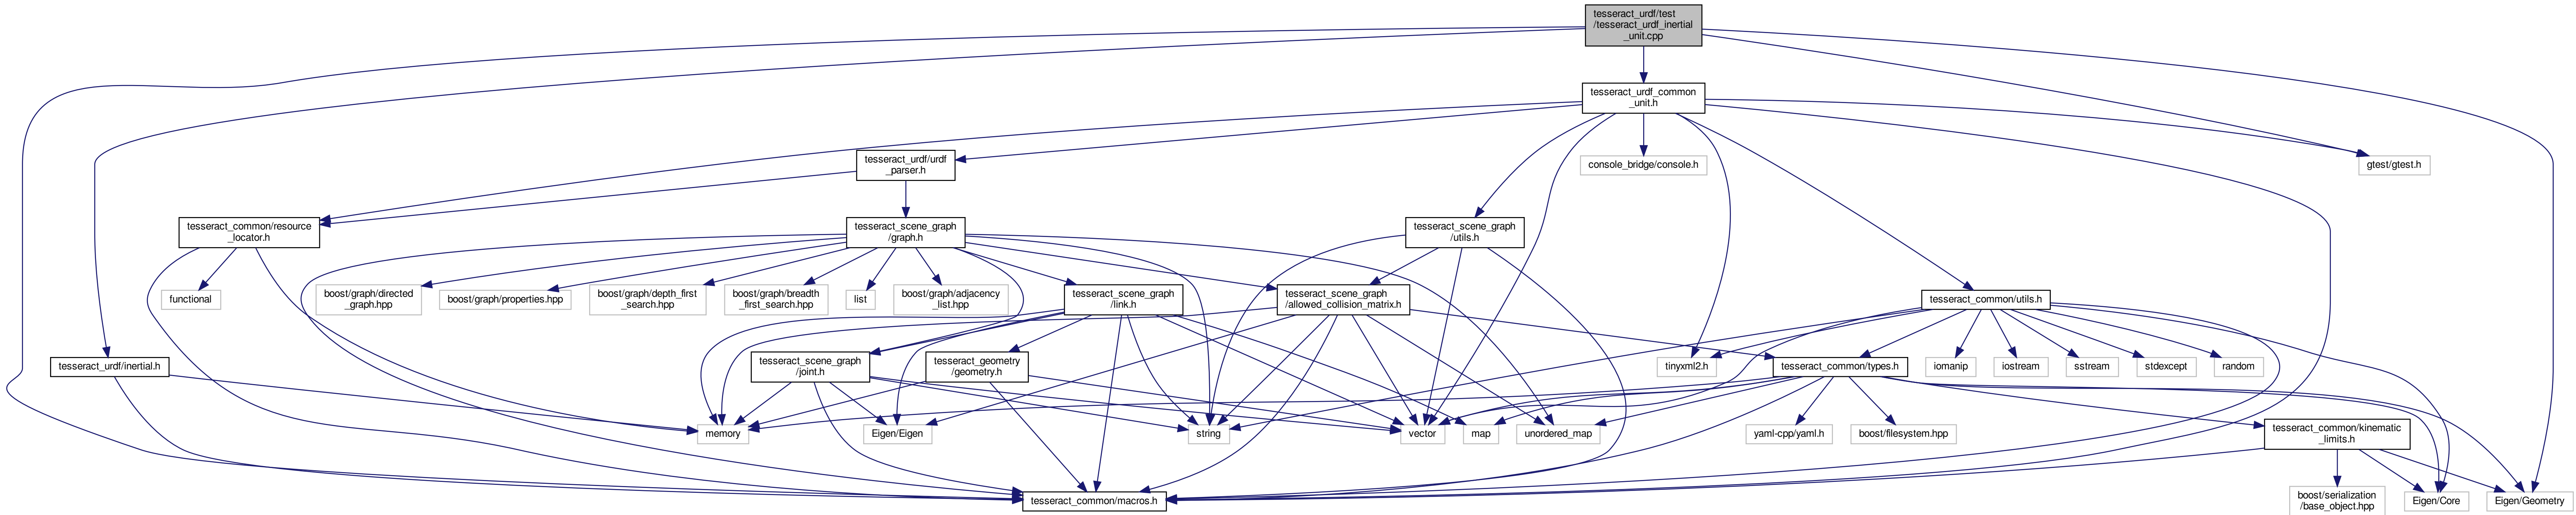 tesseract_urdf/test
/tesseract_urdf_inertial
_unit.cpp
tesseract_urdf_common
_unit.h
tesseract_urdf/urdf
_parser.h
console_bridge/console.h
gtest/gtest.h
tesseract_common/resource
_locator.h
tesseract_scene_graph
/graph.h
tesseract_scene_graph
/utils.h
functional
boost/graph/directed
_graph.hpp
boost/graph/properties.hpp
boost/graph/depth_first
_search.hpp
boost/graph/breadth
_first_search.hpp
list
boost/graph/adjacency
_list.hpp
tesseract_scene_graph
/link.h
tesseract_scene_graph
/allowed_collision_matrix.h
tesseract_common/utils.h
tesseract_urdf/inertial.h
tesseract_scene_graph
/joint.h
tesseract_geometry
/geometry.h
tinyxml2.h
tesseract_common/types.h
iomanip
iostream
sstream
stdexcept
random
memory
Eigen/Eigen
string
vector
map
unordered_map
yaml-cpp/yaml.h
boost/filesystem.hpp
tesseract_common/kinematic
_limits.h
tesseract_common/macros.h
boost/serialization
/base_object.hpp
Eigen/Core
Eigen/Geometry